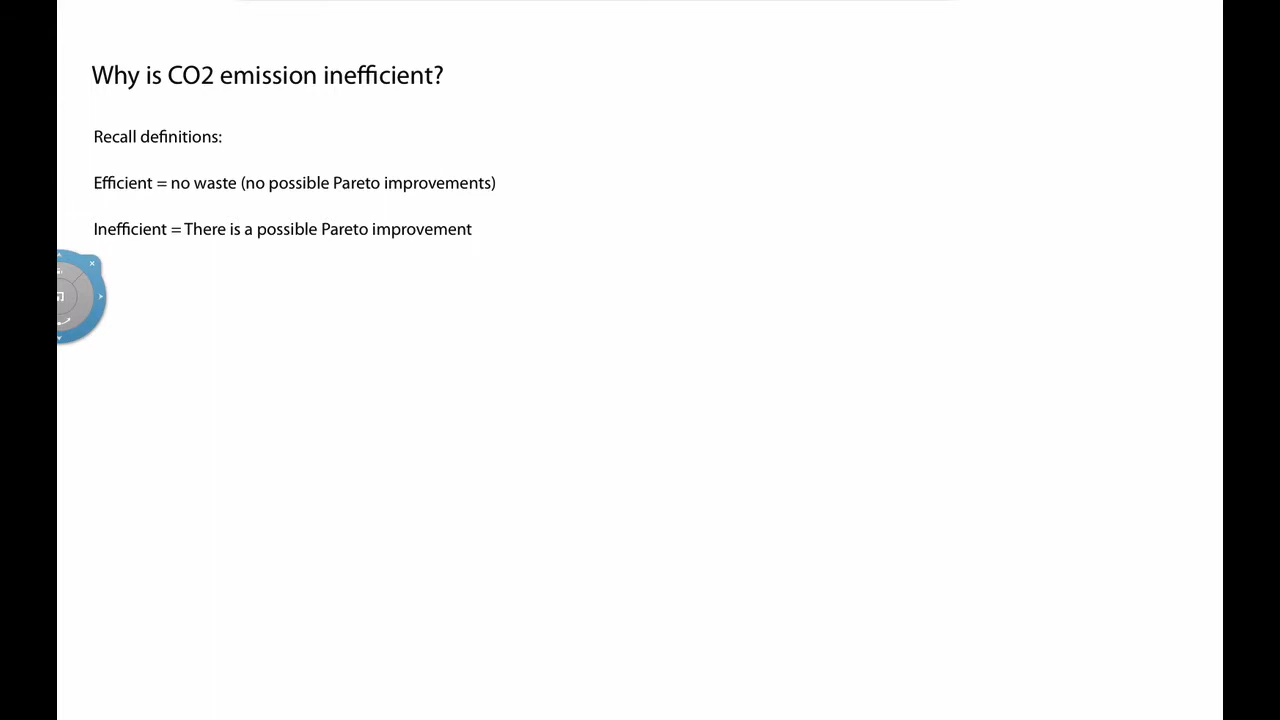 Why is CO2 emission inefficient?
Recall definitions:
Efficient = no waste (no possible Pareto improvements)
Inefficient = There is a possible Pareto improvement